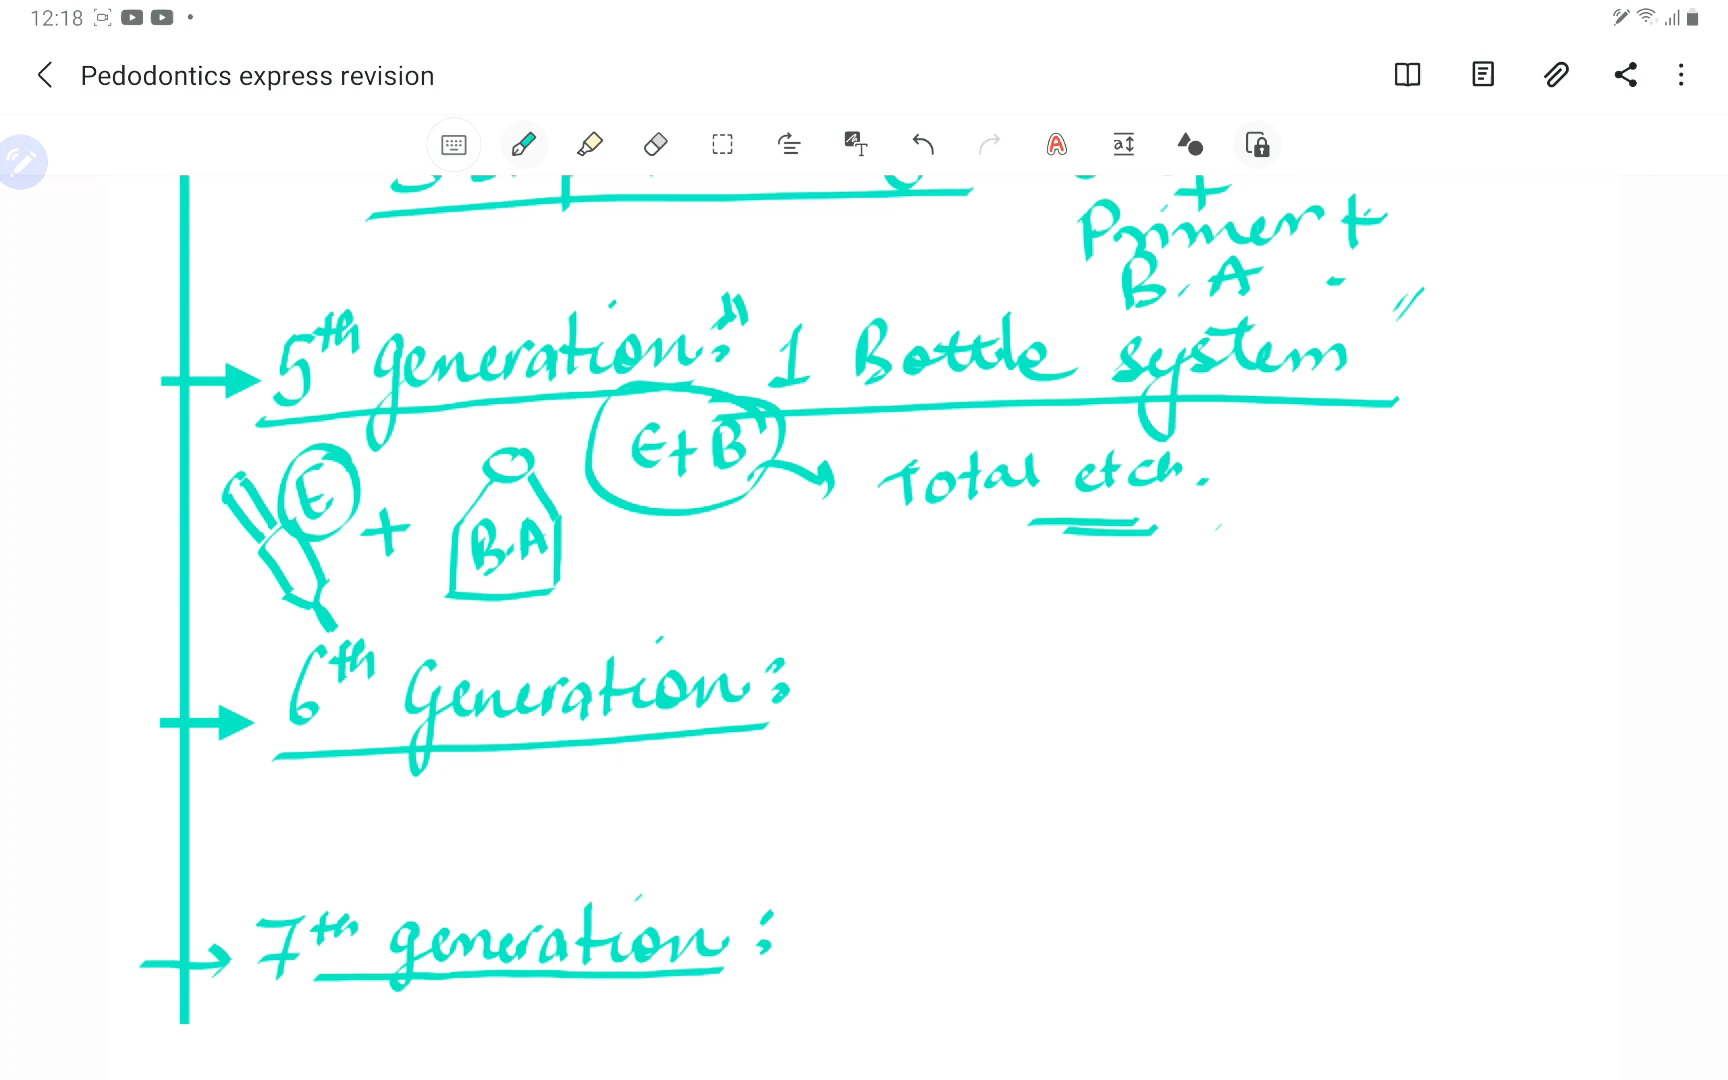 12:18
Pedodontics express revision
+
Primer +
B.A.
5th generation: "1 Bottle system"
E+B → Total etch.
E + B.A
6th Generation:
7th generation: